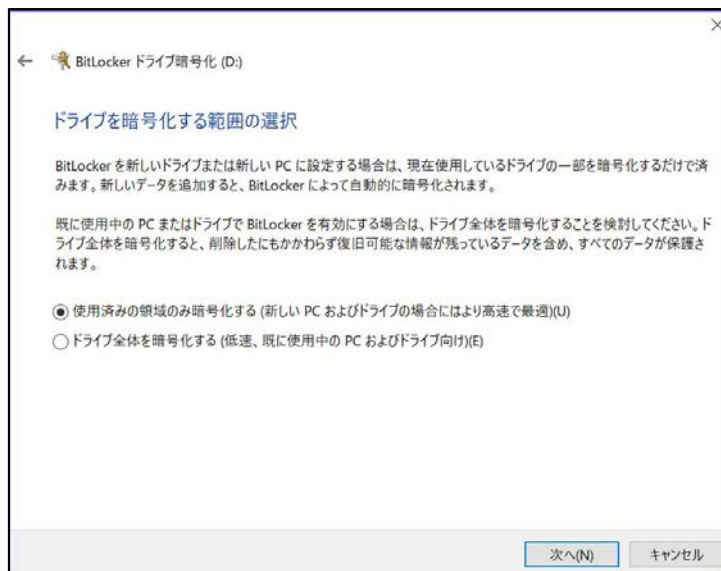 BitLocker ドライブ暗号化 (D:)
ドライブを暗号化する範囲の選択
BitLocker を新しいドライブまたは新しい PC に設定する場合は、現在使用しているドライブの一部を暗号化するだけで済
みます。新しいデータを追加すると、BitLocker によって自動的に暗号化されます。
既に使用中の PC またはドライブで BitLocker を有効にする場合は、ドライブ全体を暗号化することを検討してください。ド
ライブ全体を暗号化すると、削除したにもかかわらず復旧可能な情報が残っているデータを含め、すべてのデータが保護さ
れます。
使用済みの領域のみ暗号化する (新しい PC およびドライブの場合にはより高速で最適)(U)
ドライブ全体を暗号化する (低速、既に使用中の PC およびドライブ向け)(E)
次へ(N) キャンセル